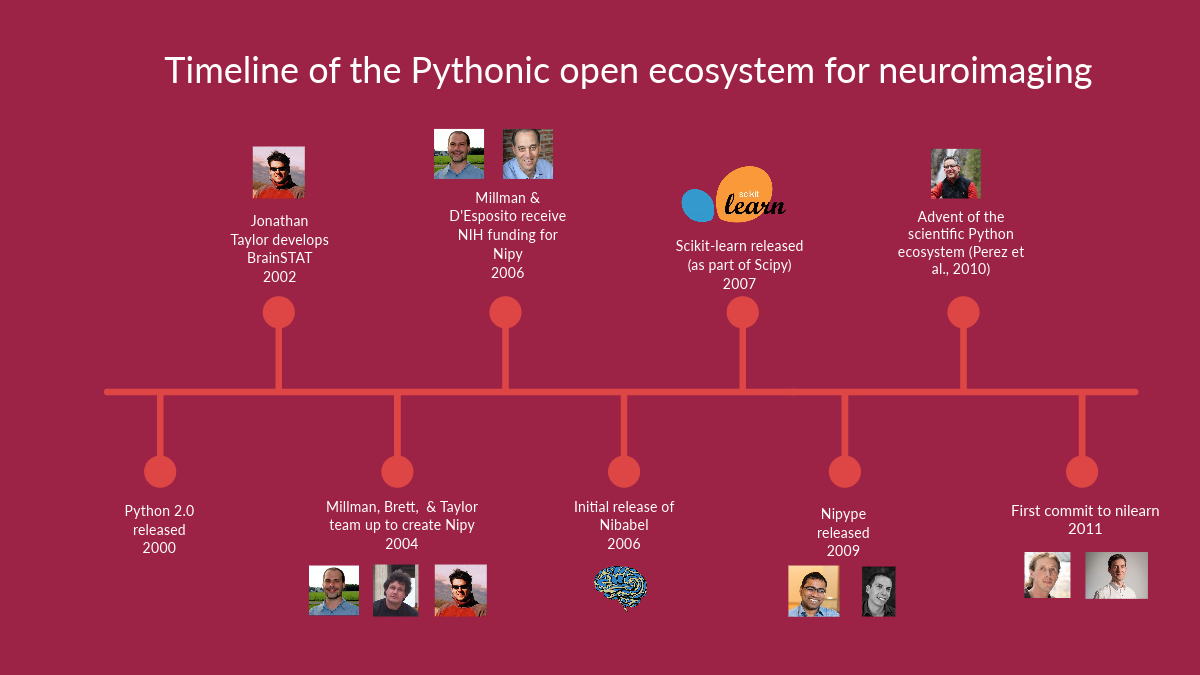 Timeline of the Pythonic open ecosystem for neuroimaging
Jonathan
Taylor develops
BrainSTAT
2002
Millman &
D'Esposito receive
NIH funding for
Nipy
2006
scikit
learn
Scikit-learn released
(as part of Scipy)
2007
Advent of the
scientific Python
ecosystem (Perez et
al., 2010)
Python 2.0
released
2000
Millman, Brett,  & Taylor
team up to create Nipy
2004
Initial release of
Nibabel
2006
Nipype
released
2009
First commit to nilearn
2011